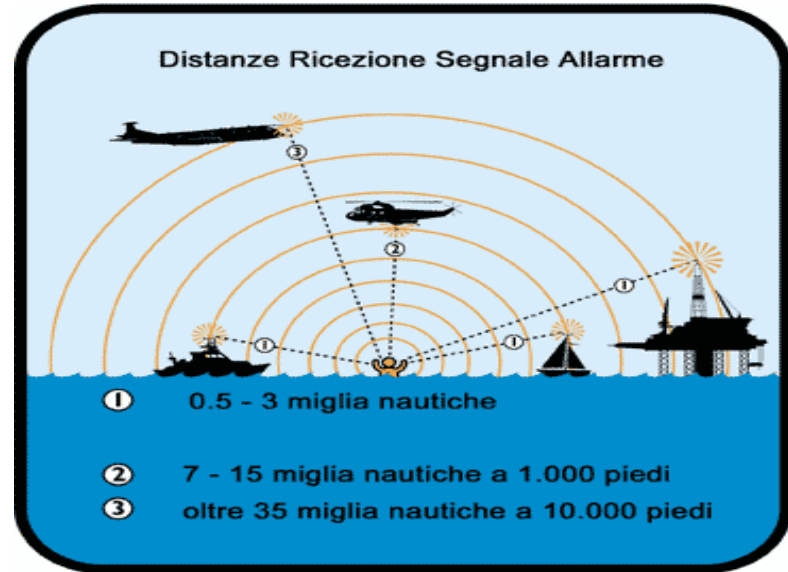 Distanze Ricezione Segnale Allarme
3
2
1
1
1
1 0.5 - 3 miglia nautiche
2 7 - 15 miglia nautiche a 1.000 piedi
3 oltre 35 miglia nautiche a 10.000 piedi